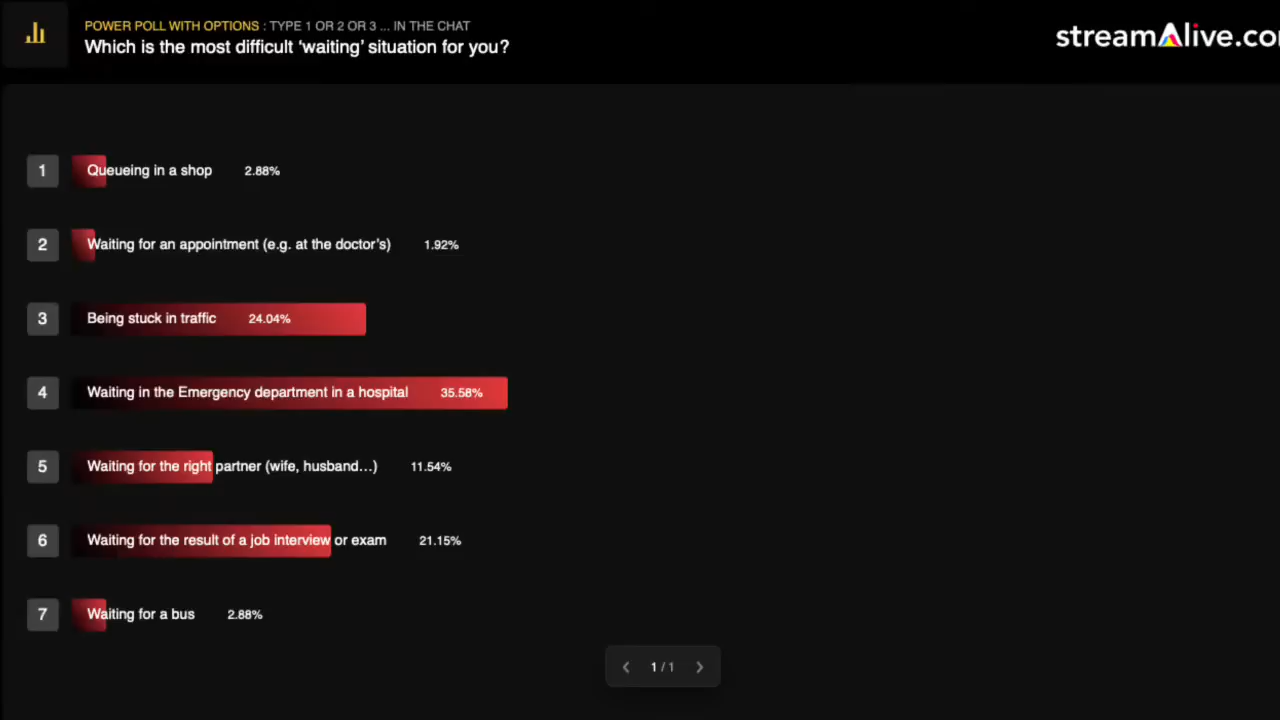 POWER POLL WITH OPTIONS : TYPE 1 OR 2 OR 3 ... IN THE CHAT
Which is the most difficult ‘waiting’ situation for you?
streamAlive.co
1 Queueing in a shop 2.88%
2 Waiting for an appointment (e.g. at the doctor’s) 1.92%
3 Being stuck in traffic 24.04%
4 Waiting in the Emergency department in a hospital 35.58%
5 Waiting for the right partner (wife, husband...) 11.54%
6 Waiting for the result of a job interview or exam 21.15%
7 Waiting for a bus 2.88%
1 / 1